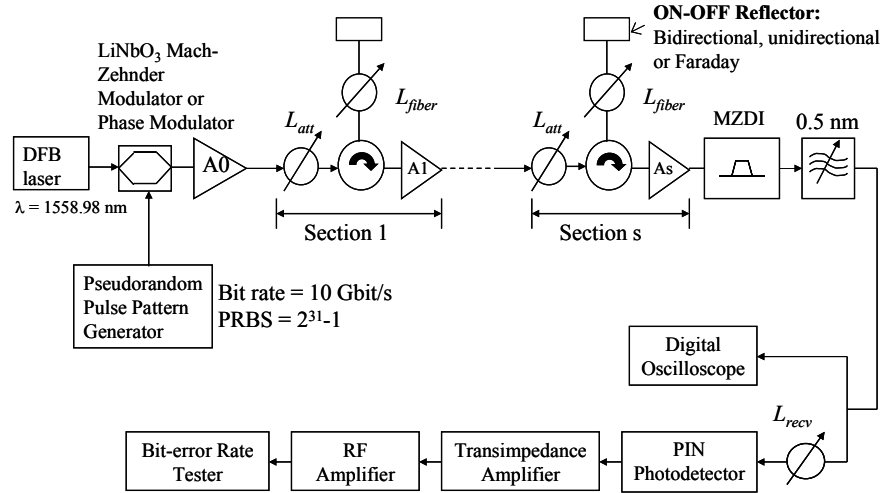 ON-OFF Reflector:
Bidirectional, unidirectional
or Faraday
LiNbO3 Mach-
Zehnder
Modulator or
Phase Modulator
Lfiber
Latt
Lfiber
Latt
MZDI
0.5 nm
DFB
laser
A0
A1
As
λ = 1558.98 nm
Section 1
Section s
Pseudorandom
Pulse Pattern
Generator
Bit rate = 10 Gbit/s
PRBS = 2³¹-1
Digital
Oscilloscope
Lrecv
Bit-error Rate
Tester
RF
Amplifier
Transimpedance
Amplifier
PIN
Photodetector